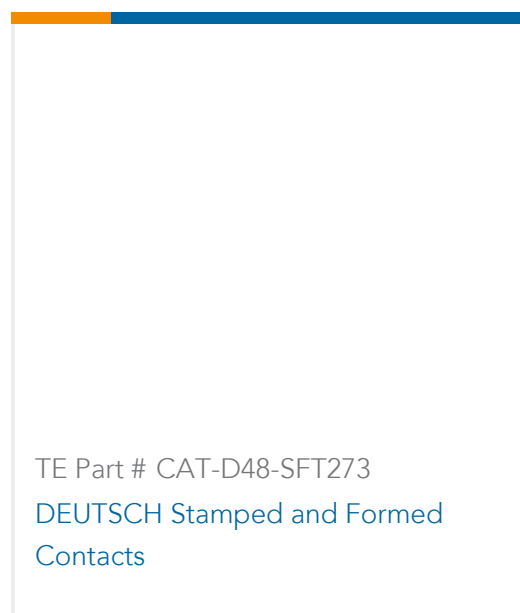 TE Part # CAT-D48-SFT273
DEUTSCH Stamped and Formed
Contacts